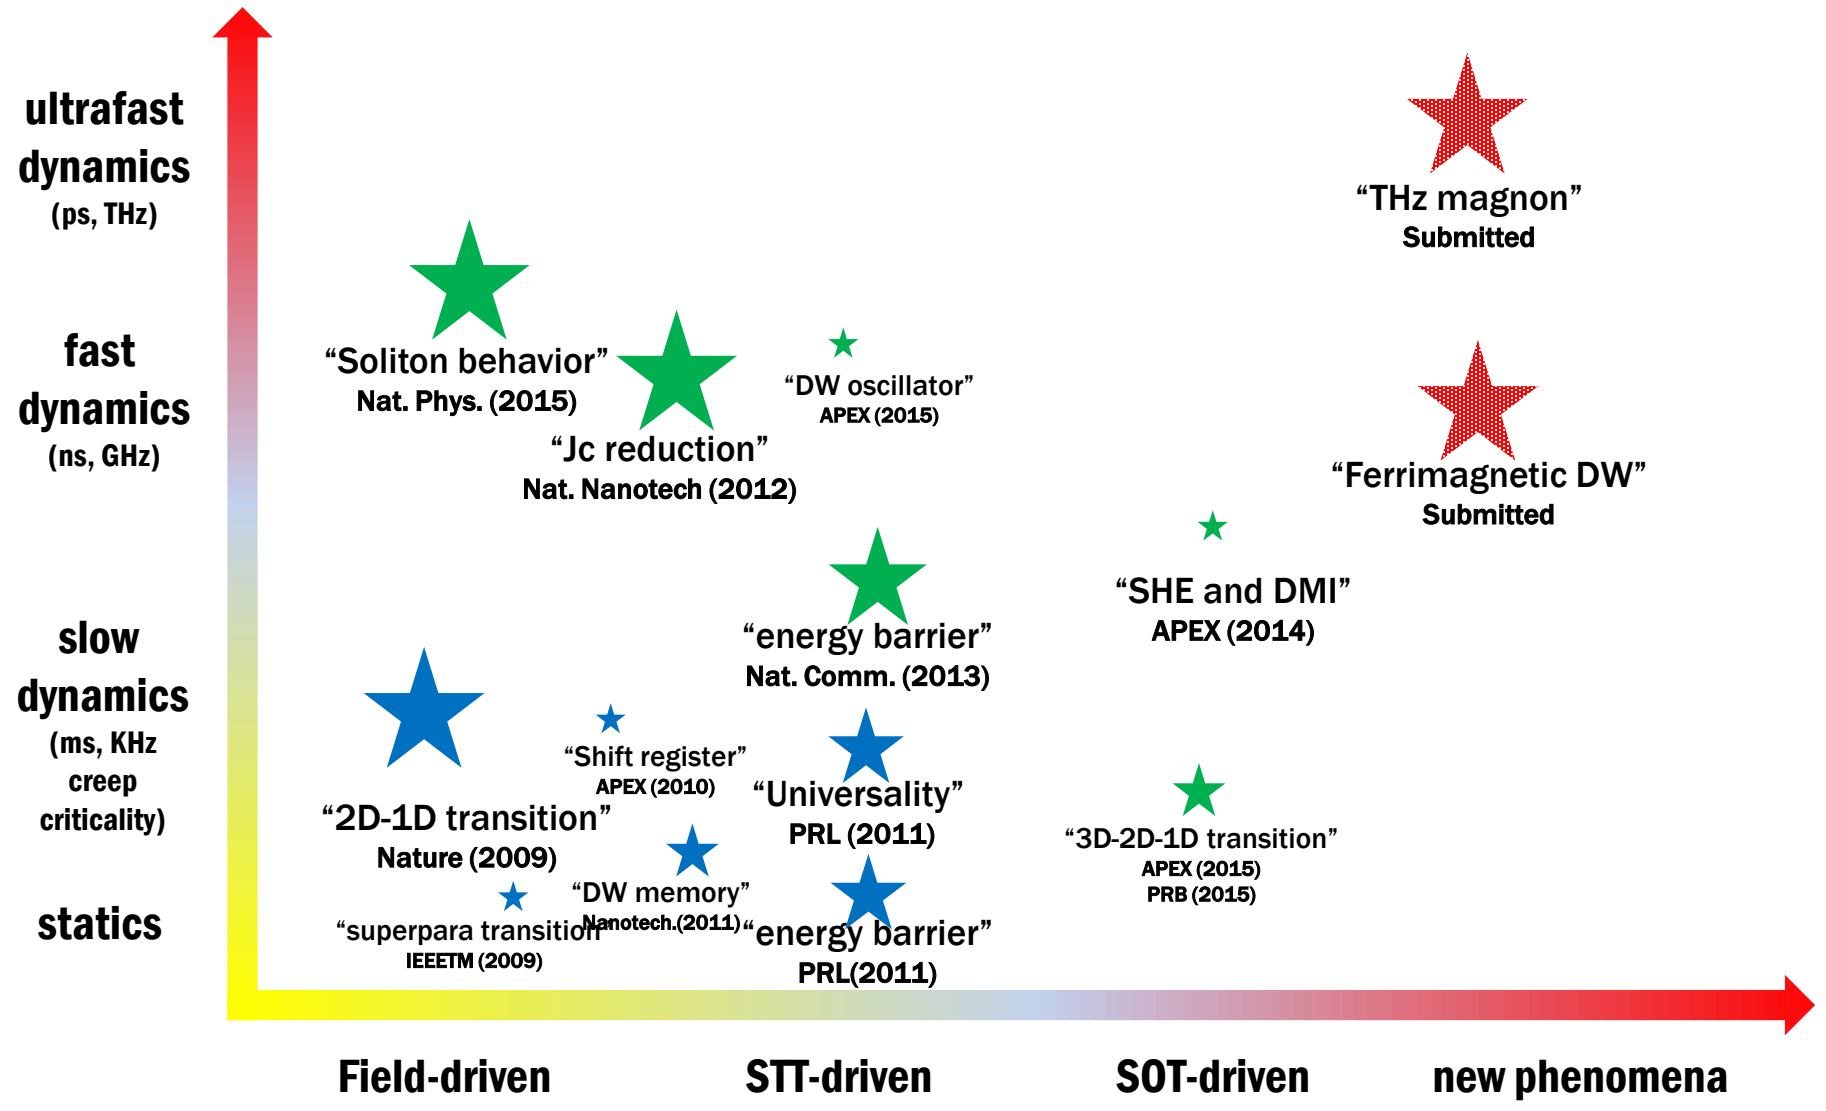 ultrafast
dynamics
(ps, THz)
fast
dynamics
(ns, GHz)
slow
dynamics
(ms, KHz
creep
criticality)
statics
“THz magnon”
Submitted
“Soliton behavior”
Nat. Phys. (2015)
“Jc reduction”
Nat. Nanotech (2012)
“DW oscillator”
APEX (2015)
“Ferrimagnetic DW”
Submitted
“SHE and DMI”
APEX (2014)
“energy barrier”
Nat. Comm. (2013)
“Shift register”
APEX (2010)
“2D-1D transition”
Nature (2009)
“Universality”
PRL (2011)
“3D-2D-1D transition”
APEX (2015)
PRB (2015)
“DW memory”
Nanotech.(2011)
“superpara transition”
IEEETM (2009)
“energy barrier”
PRL(2011)
Field-driven
STT-driven
SOT-driven
new phenomena